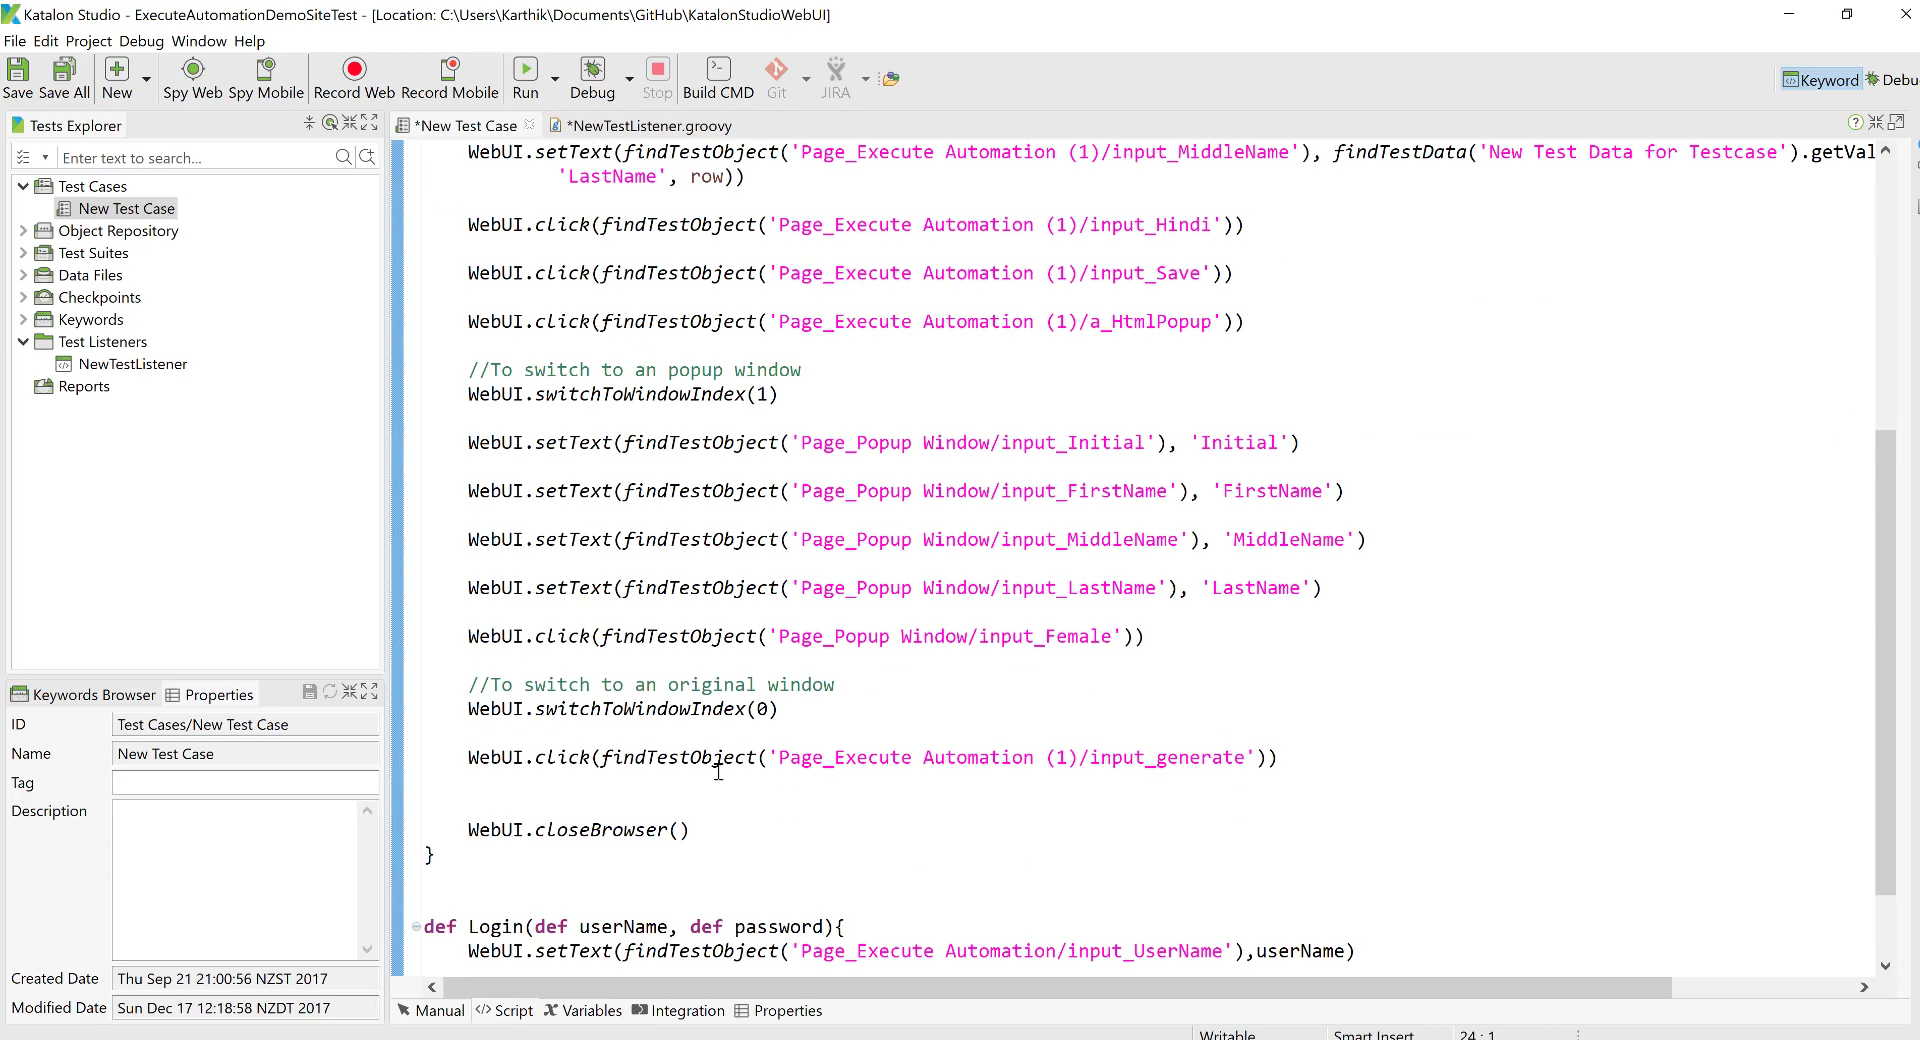 Katalon Studio - ExecuteAutomationDemoSiteTest - [Location: C:\Users\Karthik\Documents\GitHub\KatalonStudioWebUI]
File Edit Project Debug Window Help
Save Save All New Spy Web Spy Mobile Record Web Record Mobile Run Debug Stop Build CMD Git JIRA Keyword Debu
Tests Explorer
*New Test Case *NewTestListener.groovy
Enter text to search...
Test Cases
New Test Case
Object Repository
Test Suites
Data Files
Checkpoints
Keywords
Test Listeners
NewTestListener
Reports
WebUI.setText(findTestObject('Page_Execute Automation (1)/input_MiddleName'), findTestData('New Test Data for Testcase').getVal
'LastName', row))
WebUI.click(findTestObject('Page_Execute Automation (1)/input_Hindi'))
WebUI.click(findTestObject('Page_Execute Automation (1)/input_Save'))
WebUI.click(findTestObject('Page_Execute Automation (1)/a_HtmlPopup'))
//To switch to an popup window
WebUI.switchToWindowIndex(1)
WebUI.setText(findTestObject('Page_Popup Window/input_Initial'), 'Initial')
WebUI.setText(findTestObject('Page_Popup Window/input_FirstName'), 'FirstName')
WebUI.setText(findTestObject('Page_Popup Window/input_MiddleName'), 'MiddleName')
WebUI.setText(findTestObject('Page_Popup Window/input_LastName'), 'LastName')
WebUI.click(findTestObject('Page_Popup Window/input_Female'))
//To switch to an original window
WebUI.switchToWindowIndex(0)
WebUI.click(findTestObject('Page_Execute Automation (1)/input_generate'))
WebUI.closeBrowser()
}
def Login(def userName, def password){
WebUI.setText(findTestObject('Page_Execute Automation/input_UserName'),userName)
Keywords Browser Properties
ID Test Cases/New Test Case
Name New Test Case
Tag
Description
Created Date Thu Sep 21 21:00:56 NZST 2017
Modified Date Sun Dec 17 12:18:58 NZDT 2017
Manual Script Variables Integration Properties
Writable Smart Insert 24 : 1